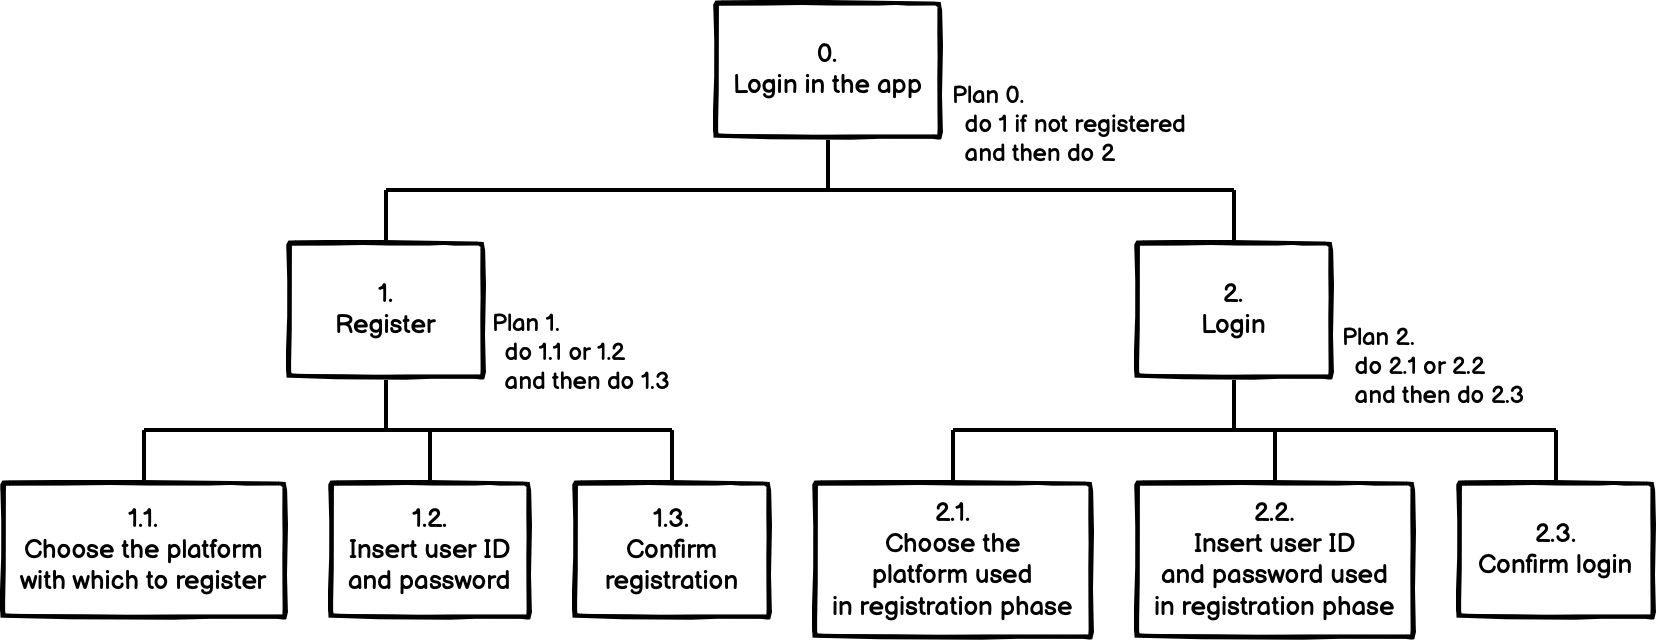 0.
Login in the app
Plan 0.
do 1 if not registered
and then do 2
1.
Register
Plan 1.
do 1.1 or 1.2
and then do 1.3
2.
Login
Plan 2.
do 2.1 or 2.2
and then do 2.3
1.1.
Choose the platform
with which to register
1.2.
Insert user ID
and password
1.3.
Confirm
registration
2.1.
Choose the
platform used
in registration phase
2.2.
Insert user ID
and password used
in registration phase
2.3.
Confirm login